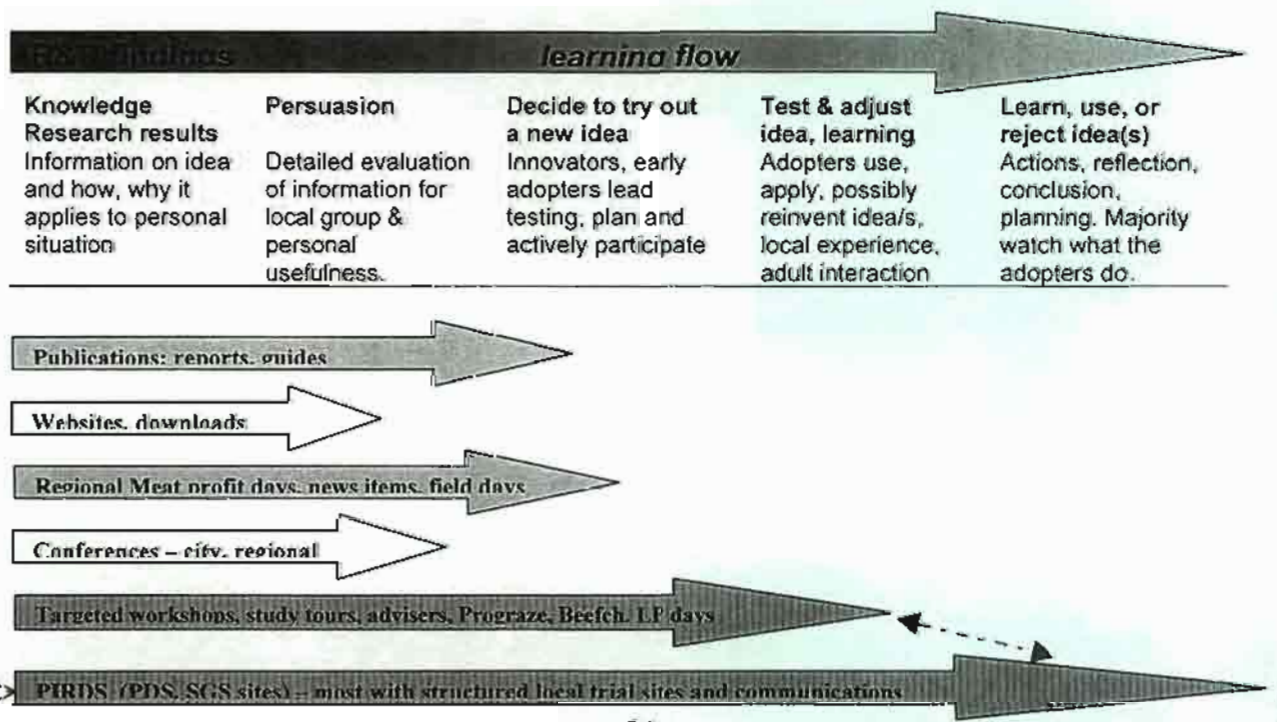 findings
learning flow
Knowledge
Research results
Information on idea
and how, why it
applies to personal
situation
Persuasion
Detailed evaluation
of information for
local group &
personal
usefulness.
Decide to try out
a new idea
Innovators, early
adopters lead
testing, plan and
actively participate
Test & adjust
idea, learning
Adopters use,
apply, possibly
reinvent idea/s,
local experience,
adult interaction
Learn, use, or
reject idea(s)
Actions, reflection,
conclusion,
planning. Majority
watch what the
adopters do.
Publications: reports, guides
Websites, downloads
Regional Meat profit days, news items, field days
Conferences – city, regional
Targeted workshops, study tours, advisers, Prograze, Beefch. LP days
PIRDS (PDS, SGS sites) – most with structured local trial sites and communications